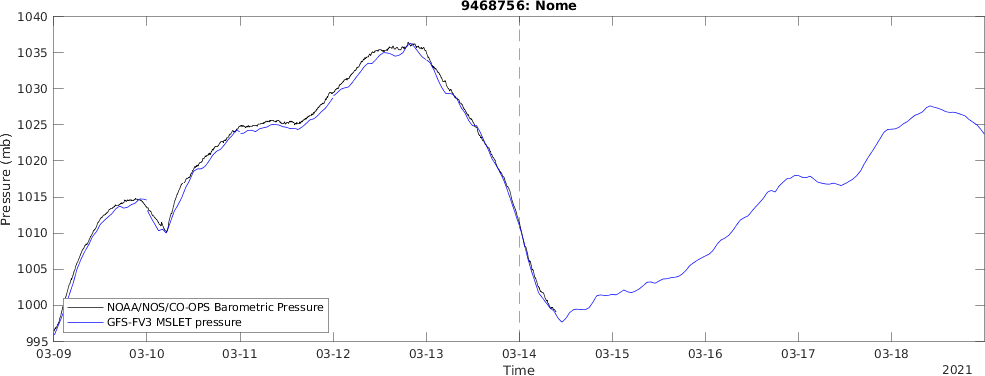 9468756: Nome
Pressure (mb)
1040
1035
1030
1025
1020
1015
1010
1005
1000
995
NOAA/NOS/CO-OPS Barometric Pressure
GFS-FV3 MSLET pressure
03-09 03-10 03-11 03-12 03-13 03-14 03-15 03-16 03-17 03-18
Time
2021